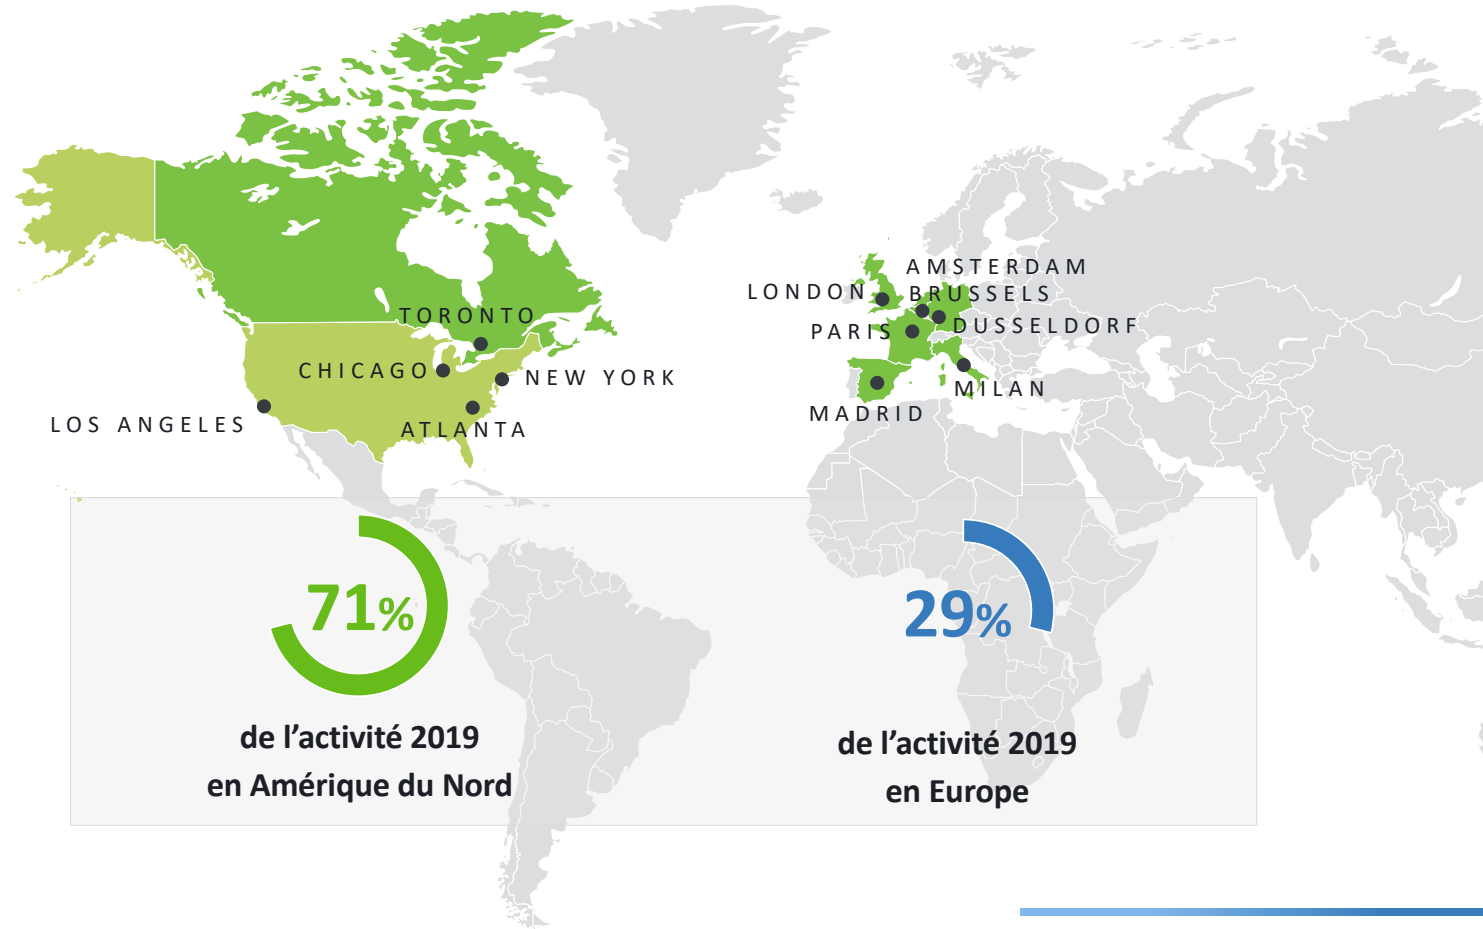 TORONTO
CHICAGO
NEW YORK
LOS ANGELES
ATLANTA
AMSTERDAM
LONDON
BRUSSELS
PARIS
DUSSELDORF
MILAN
MADRID
71%
de l’activité 2019
en Amérique du Nord
29%
de l’activité 2019
en Europe